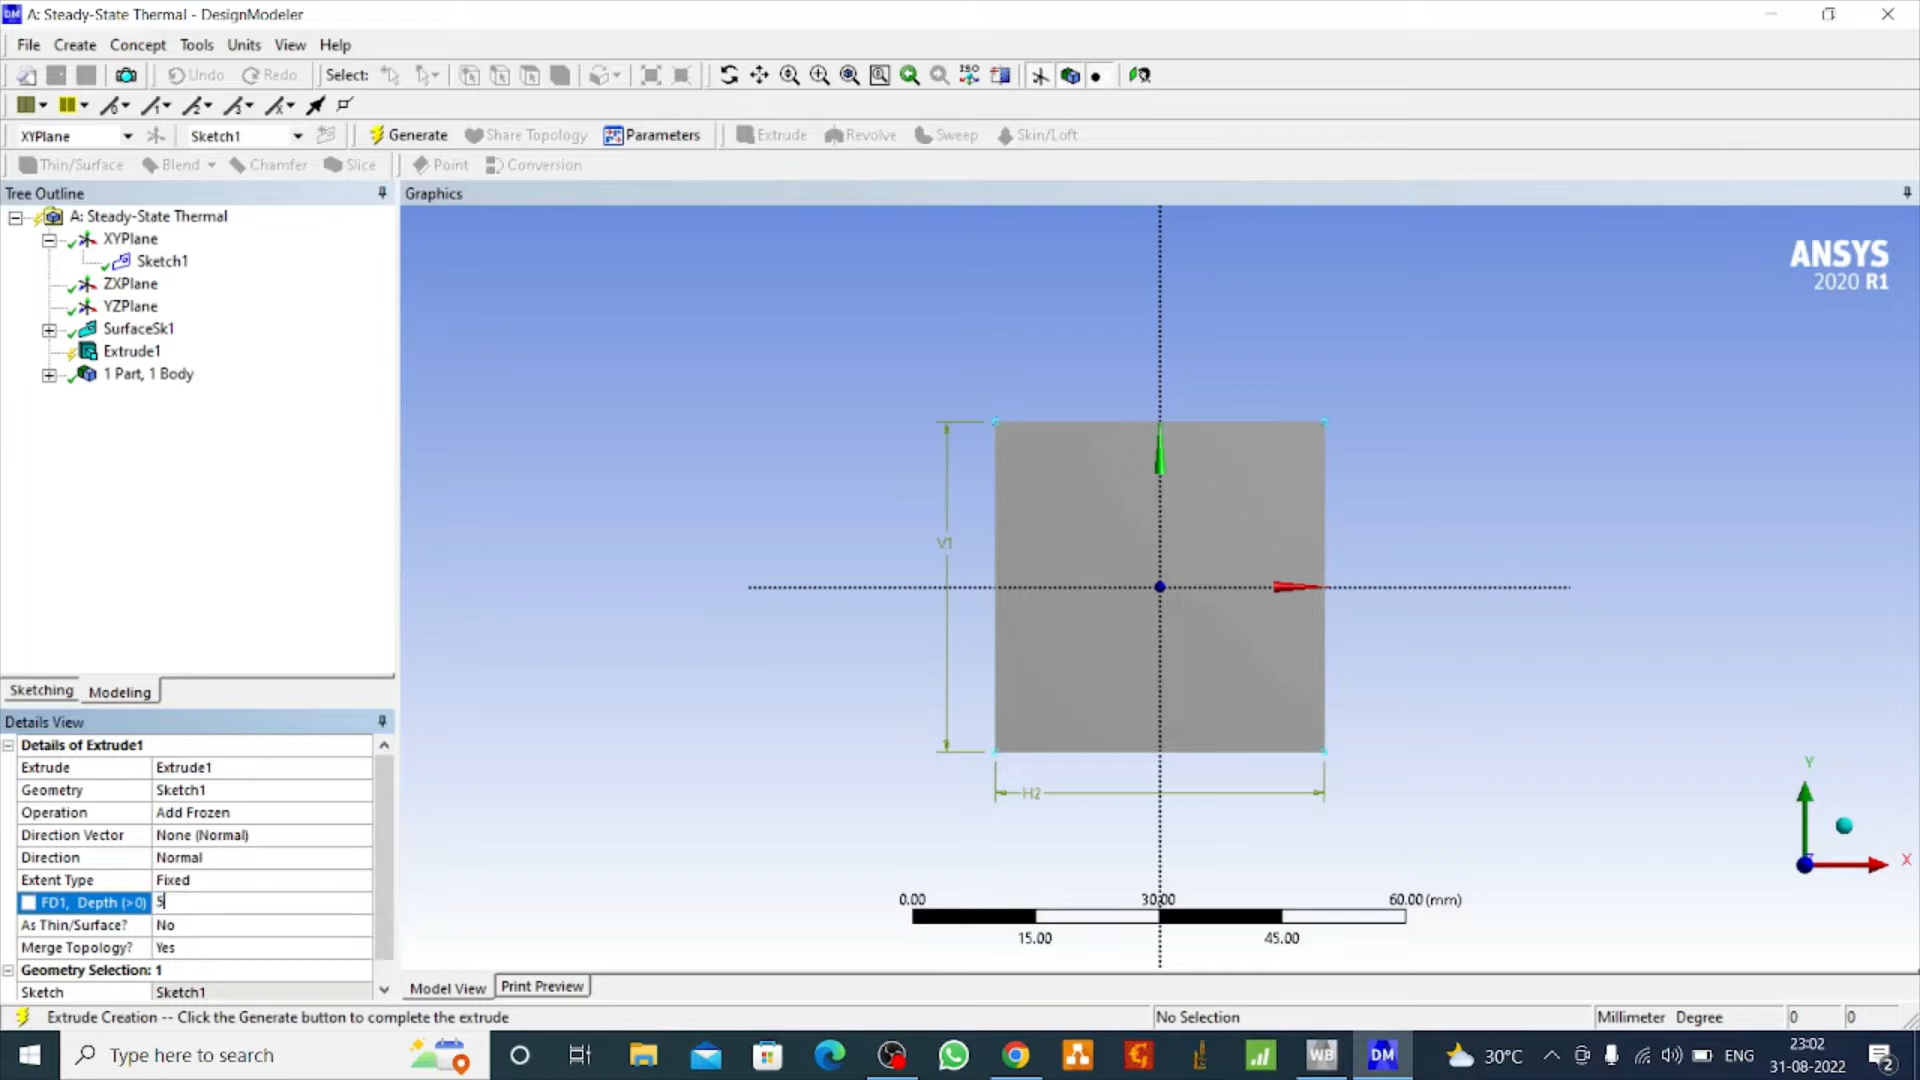 DM A: Steady-State Thermal - DesignModeler
File Create Concept Tools Units View Help
Undo Redo Select: ISO
XYPlane Sketch1 Generate Share Topology Parameters Extrude Revolve Sweep Skin/Loft
Thin/Surface Blend Chamfer Slice Point Conversion
Tree Outline
A: Steady-State Thermal
XYPlane
Sketch1
ZXPlane
YZPlane
SurfaceSk1
Extrude1
1 Part, 1 Body
Sketching Modeling
Details View
Details of Extrude1
Extrude Extrude1
Geometry Sketch1
Operation Add Frozen
Direction Vector None (Normal)
Direction Normal
Extent Type Fixed
FD1, Depth (>0) 5
As Thin/Surface? No
Merge Topology? Yes
Geometry Selection: 1
Sketch Sketch1
Graphics
ANSYS
2020 R1
V1
H2
Y
X
0.00 30.00 60.00 (mm)
15.00 45.00
Model View Print Preview
Extrude Creation -- Click the Generate button to complete the extrude No Selection Millimeter Degree 0 0
Type here to search WB DM 30°C ENG
23:02
31-08-2022
2